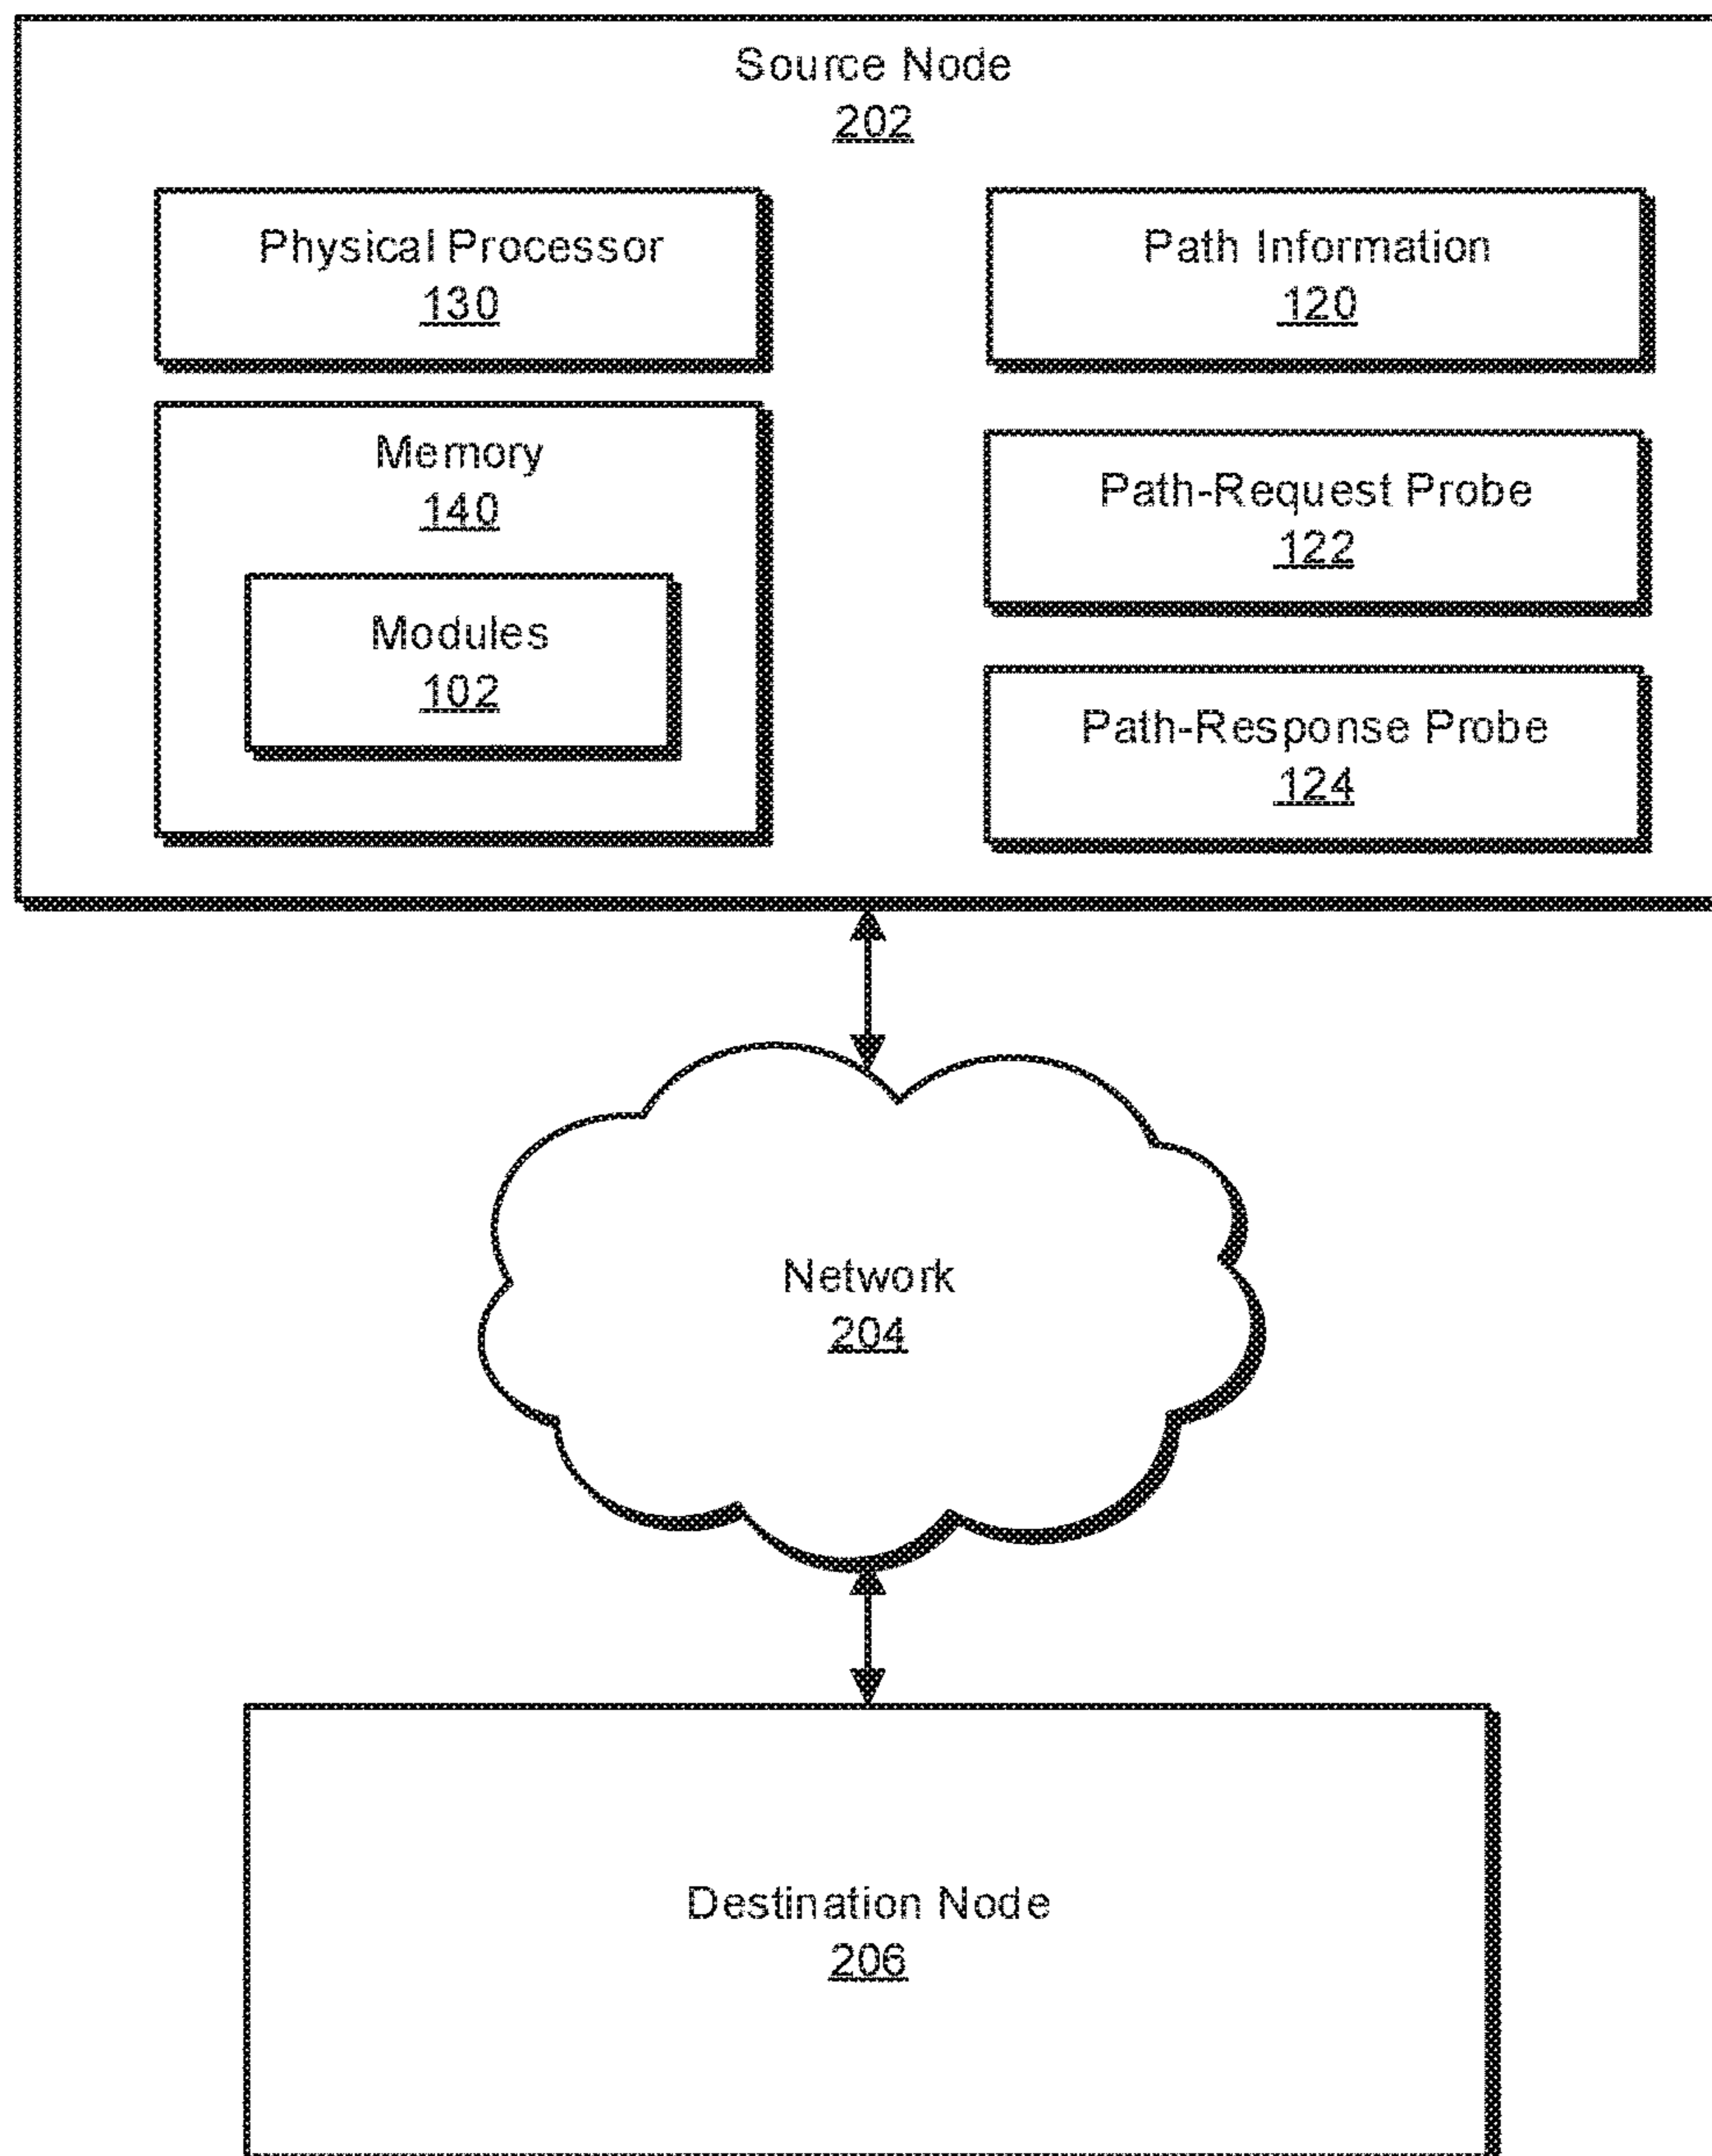 Source Node
202
Physical Processor
130
Memory
140
Modules
102
Path Information
120
Path-Request Probe
122
Path-Response Probe
124
Network
204
Destination Node
206